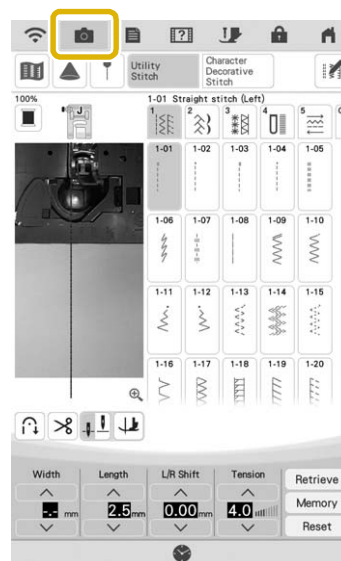 Utility
Stitch
Character
Decorative
Stitch
100%
1-01 Straight stitch (Left)
J
1 2 3 4 5
1-01 1-02 1-03 1-04 1-05
1-06 1-07 1-08 1-09 1-10
1-11 1-12 1-13 1-14 1-15
1-16 1-17 1-18 1-19 1-20
Width Length L/R Shift Tension
Retrieve
-.- mm 2.5 mm 0.00 mm 4.0
Memory
Reset